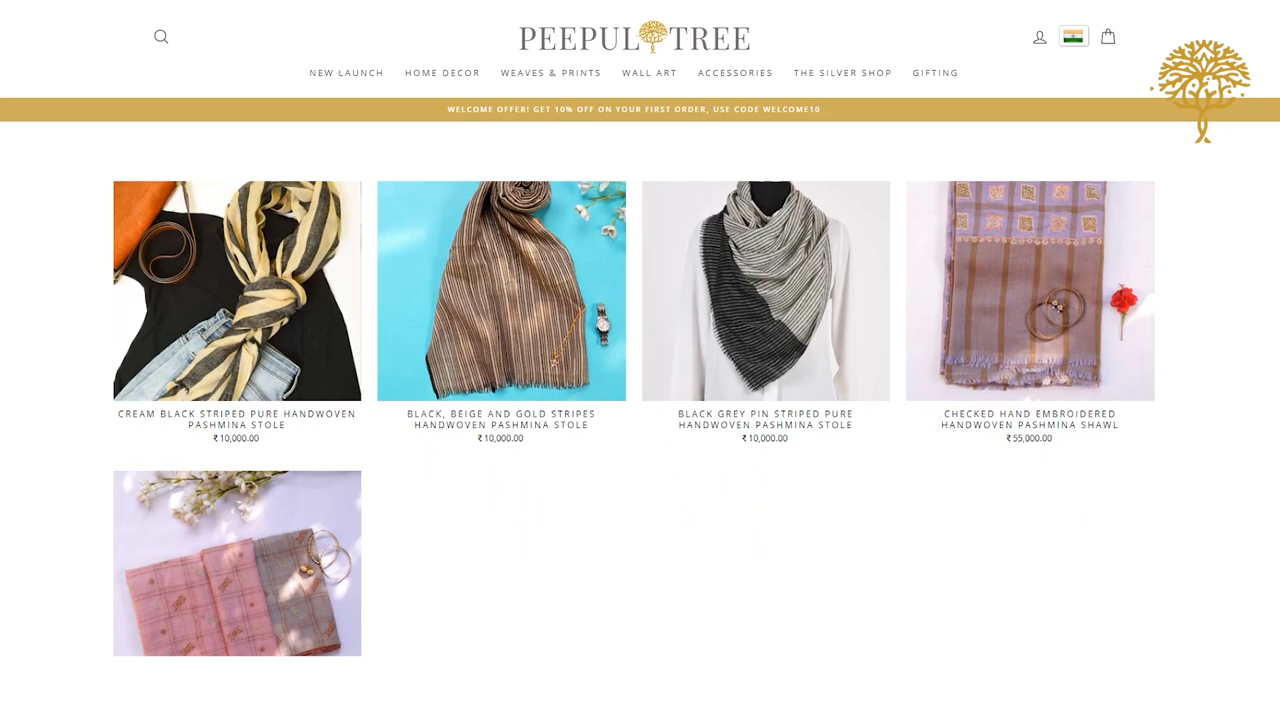 PEEPUL TREE
NEW LAUNCH HOME DECOR WEAVES & PRINTS WALL ART ACCESSORIES THE SILVER SHOP GIFTING
WELCOME OFFER! GET 10% OFF ON YOUR FIRST ORDER, USE CODE WELCOME10
CREAM BLACK STRIPED PURE HANDWOVEN
PASHMINA STOLE
₹ 10,000.00
BLACK, BEIGE AND GOLD STRIPES
HANDWOVEN PASHMINA STOLE
₹ 10,000.00
BLACK GREY PIN STRIPED PURE
HANDWOVEN PASHMINA STOLE
₹ 10,000.00
CHECKED HAND EMBROIDERED
HANDWOVEN PASHMINA SHAWL
₹ 55,000.00